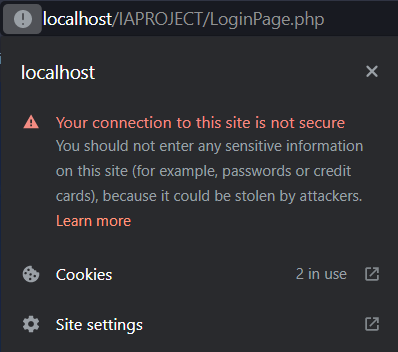 localhost/IAPROJECT/LoginPage.php
localhost
Your connection to this site is not secure
You should not enter any sensitive information
on this site (for example, passwords or credit
cards), because it could be stolen by attackers.
Learn more
Cookies 2 in use
Site settings